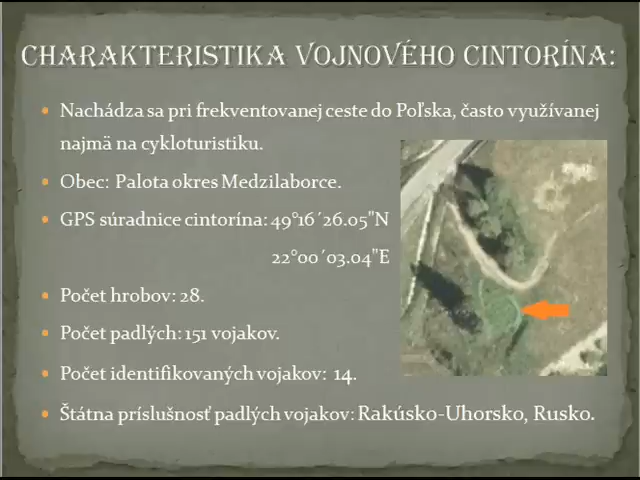 CHARAKTERISTIKA VOJNOVÉHO CINTORÍNA:
Nachádza sa pri frekventovanej ceste do Poľska, často využívanej
najmä na cykloturistiku.
Obec: Palota okres Medzilaborce.
GPS súradnice cintorína: 49°16´26.05"N
22°00´03.04"E
Počet hrobov: 28.
Počet padlých: 151 vojakov.
Počet identifikovaných vojakov: 14.
Štátna príslušnosť padlých vojakov: Rakúsko-Uhorsko, Rusko.